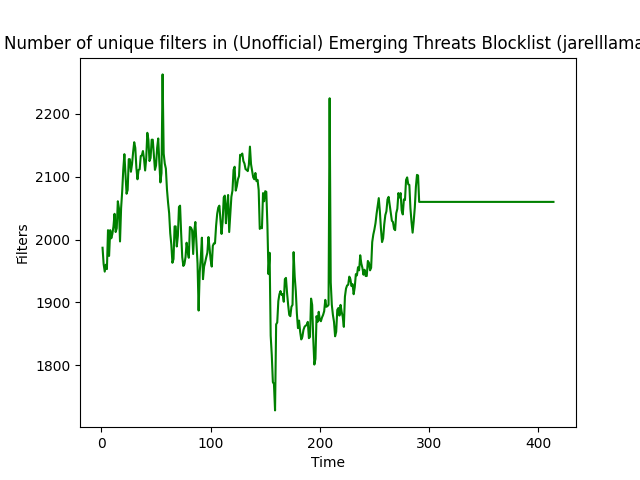 Number of unique filters in (Unofficial) Emerging Threats Blocklist (jarelllama
2200
2100
2000
1900
1800
Filters
0 100 200 300 400
Time